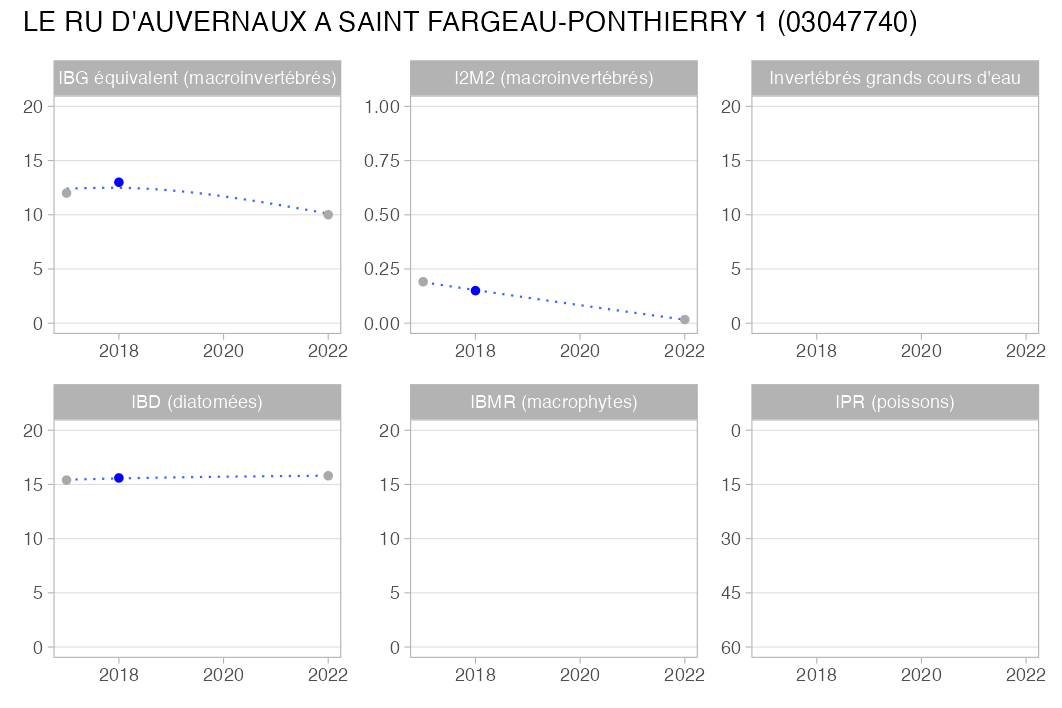 LE RU D'AUVERNAUX A SAINT FARGEAU-PONTHIERRY 1 (03047740)
IBG équivalent (macroinvertébrés)
20
15
10
5
0
2018 2020 2022
I2M2 (macroinvertébrés)
1.00
0.75
0.50
0.25
0.00
2018 2020 2022
Invertébrés grands cours d'eau
20
15
10
5
0
2018 2020 2022
IBD (diatomées)
20
15
10
5
0
2018 2020 2022
IBMR (macrophytes)
20
15
10
5
0
2018 2020 2022
IPR (poissons)
0
15
30
45
60
2018 2020 2022